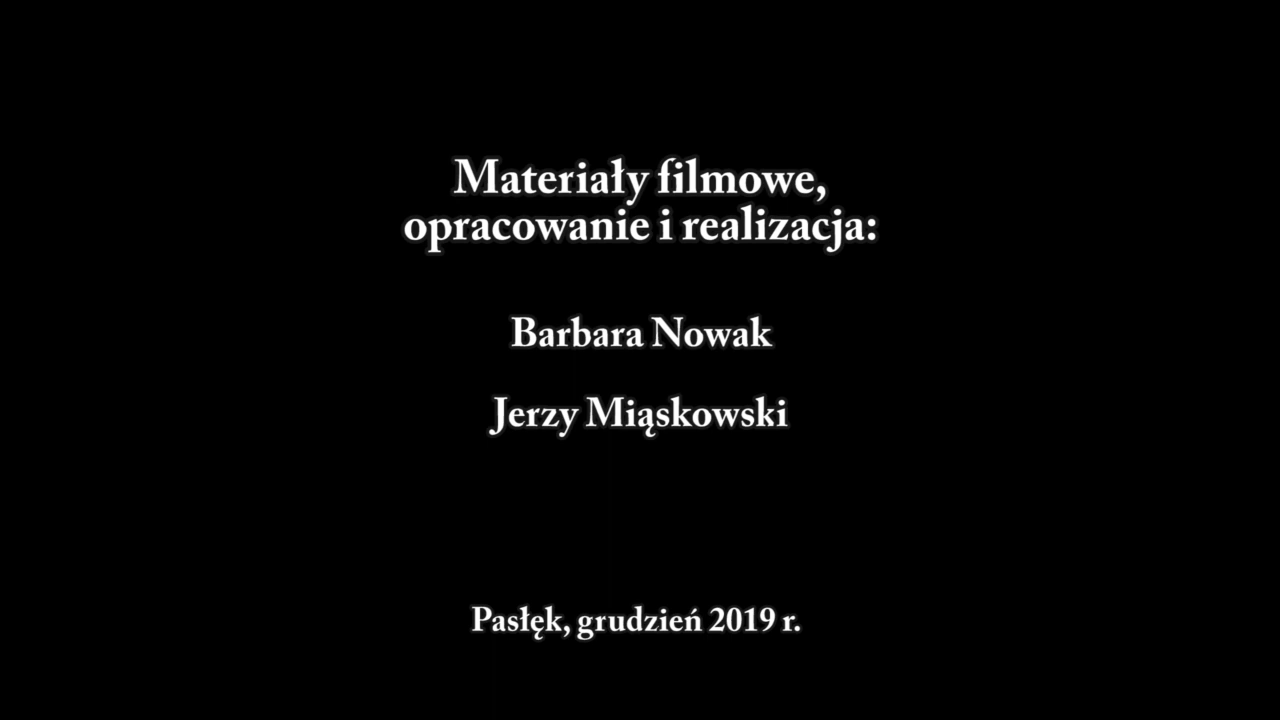 Materiały filmowe,
opracowanie i realizacja:
Barbara Nowak
Jerzy Miąskowski
Pasłęk, grudzień 2019 r.